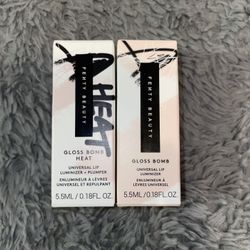 FENTY BEAUTY
HEAT
GLOSS BOMB
HEAT
UNIVERSAL LIP
LUMINIZER + PLUMPER
ENLUMINEUR À LÈVRES
UNIVERSEL ET REPULPANT
5.5ML/0.18FL.OZ.
FENTY BEAUTY
GLOSS BOMB
UNIVERSAL LIP
LUMINIZER
ENLUMINEUR À
LÈVRES UNIVERSEL
5.5ML/0.18FL.OZ.